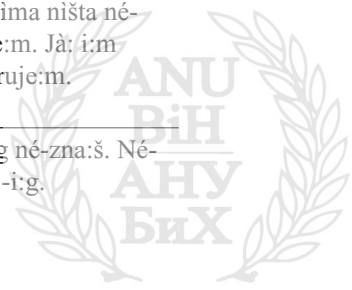 ìma nìšta né-
e:m. Jà: i:m
ruje:m.
g né-zna:š. Né-
-i:g.
ANU
BiH
АНУ
БиХ